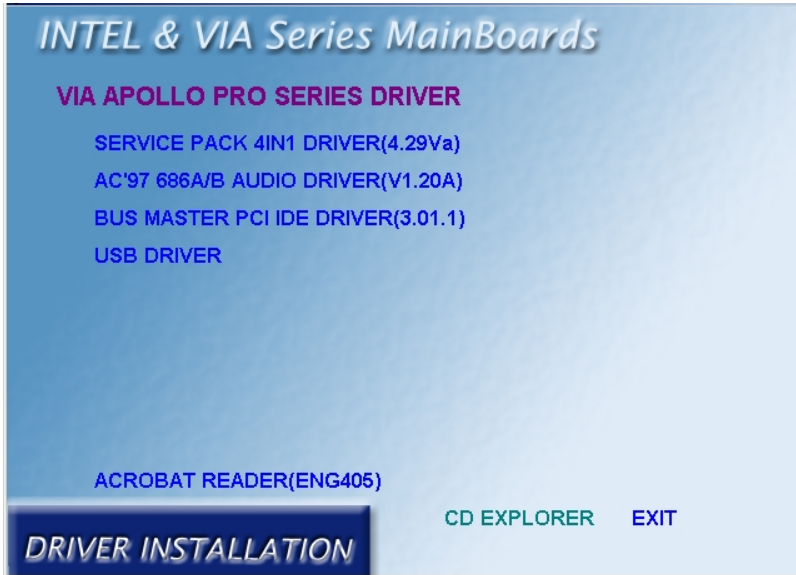 INTEL & VIA Series MainBoards
VIA APOLLO PRO SERIES DRIVER
SERVICE PACK 4IN1 DRIVER(4.29Va)
AC'97 686A/B AUDIO DRIVER(V1.20A)
BUS MASTER PCI IDE DRIVER(3.01.1)
USB DRIVER
ACROBAT READER(ENG405)
CD EXPLORER EXIT
DRIVER INSTALLATION